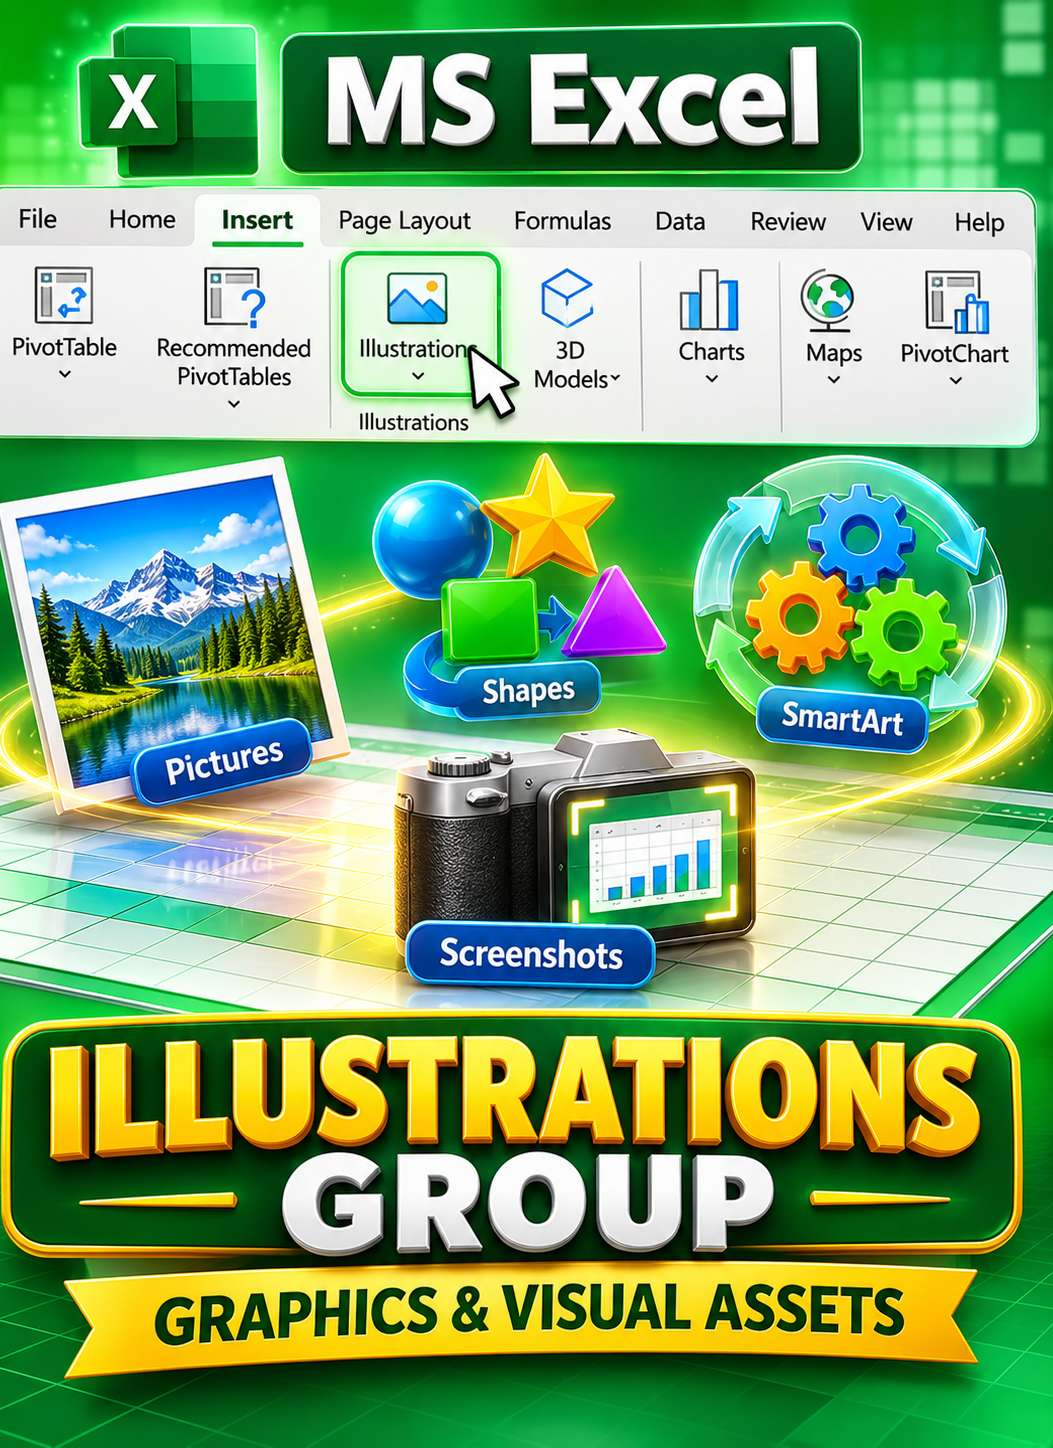 X
MS Excel
File Home Insert Page Layout Formulas Data Review View Help
PivotTable
Recommended
PivotTables
Illustrations
Illustrations
3D
Models
Charts
Maps
PivotChart
Pictures
Shapes
SmartArt
Screenshots
ILLUSTRATIONS
GROUP
GRAPHICS & VISUAL ASSETS